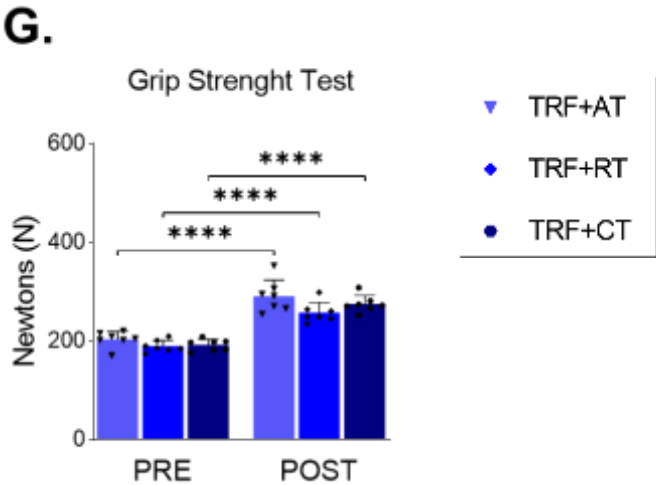 G.
Grip Strenght Test
TRF+AT
TRF+RT
TRF+CT
Newtons (N)
600
400
200
0
****
****
****
PRE POST